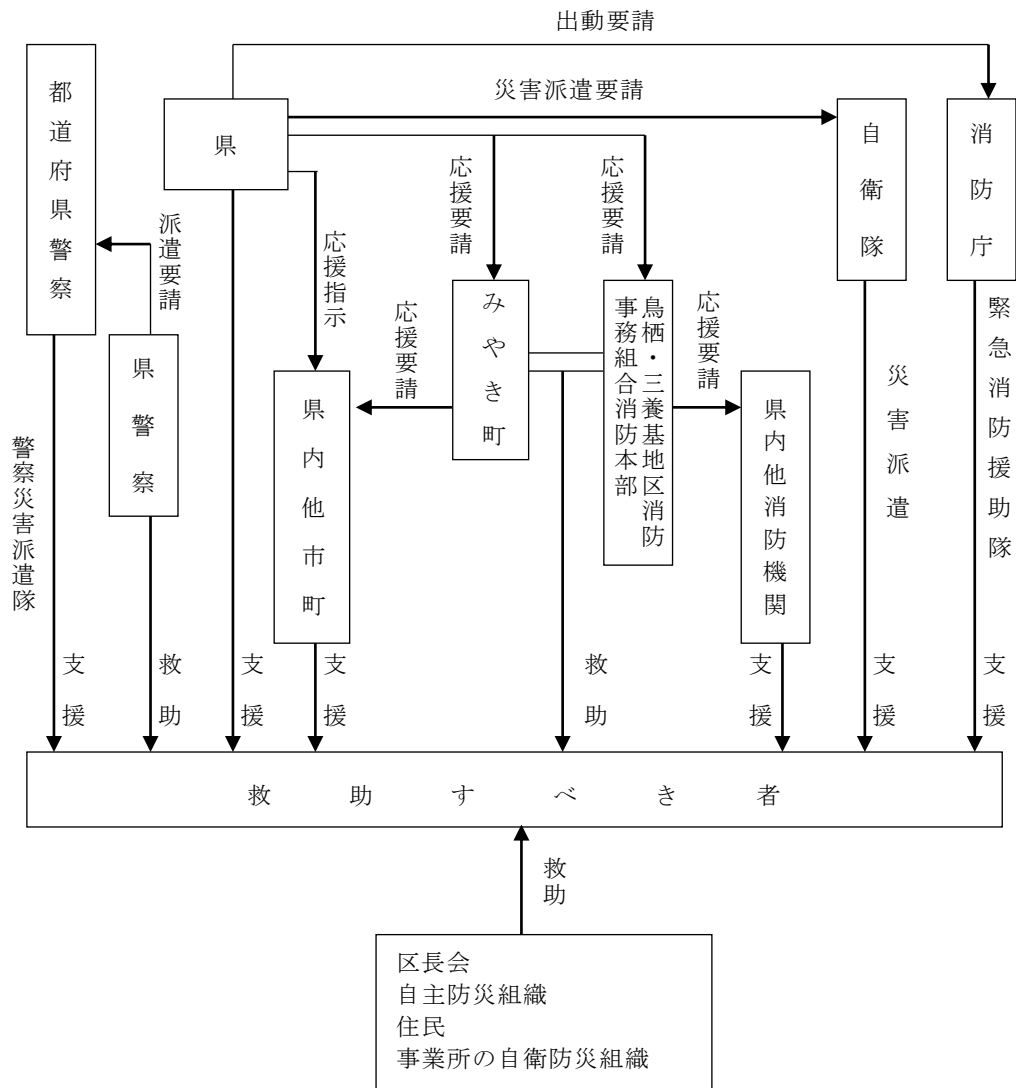 出動要請
災害派遣要請
都道府県警察
県
自衛隊
消防庁
派遣要請
応援指示
応援要請
応援要請
県警察
県内他市町
応援要請
みやき町
鳥栖・三養基地区消防
事務組合消防本部
応援要請
県内他消防機関
警察災害派遣隊
災害派遣
緊急消防援助隊
支援
救助
支援
支援
救助
支援
支援
支援
救助すべき者
救助
区長会
自主防災組織
住民
事業所の自衛防災組織